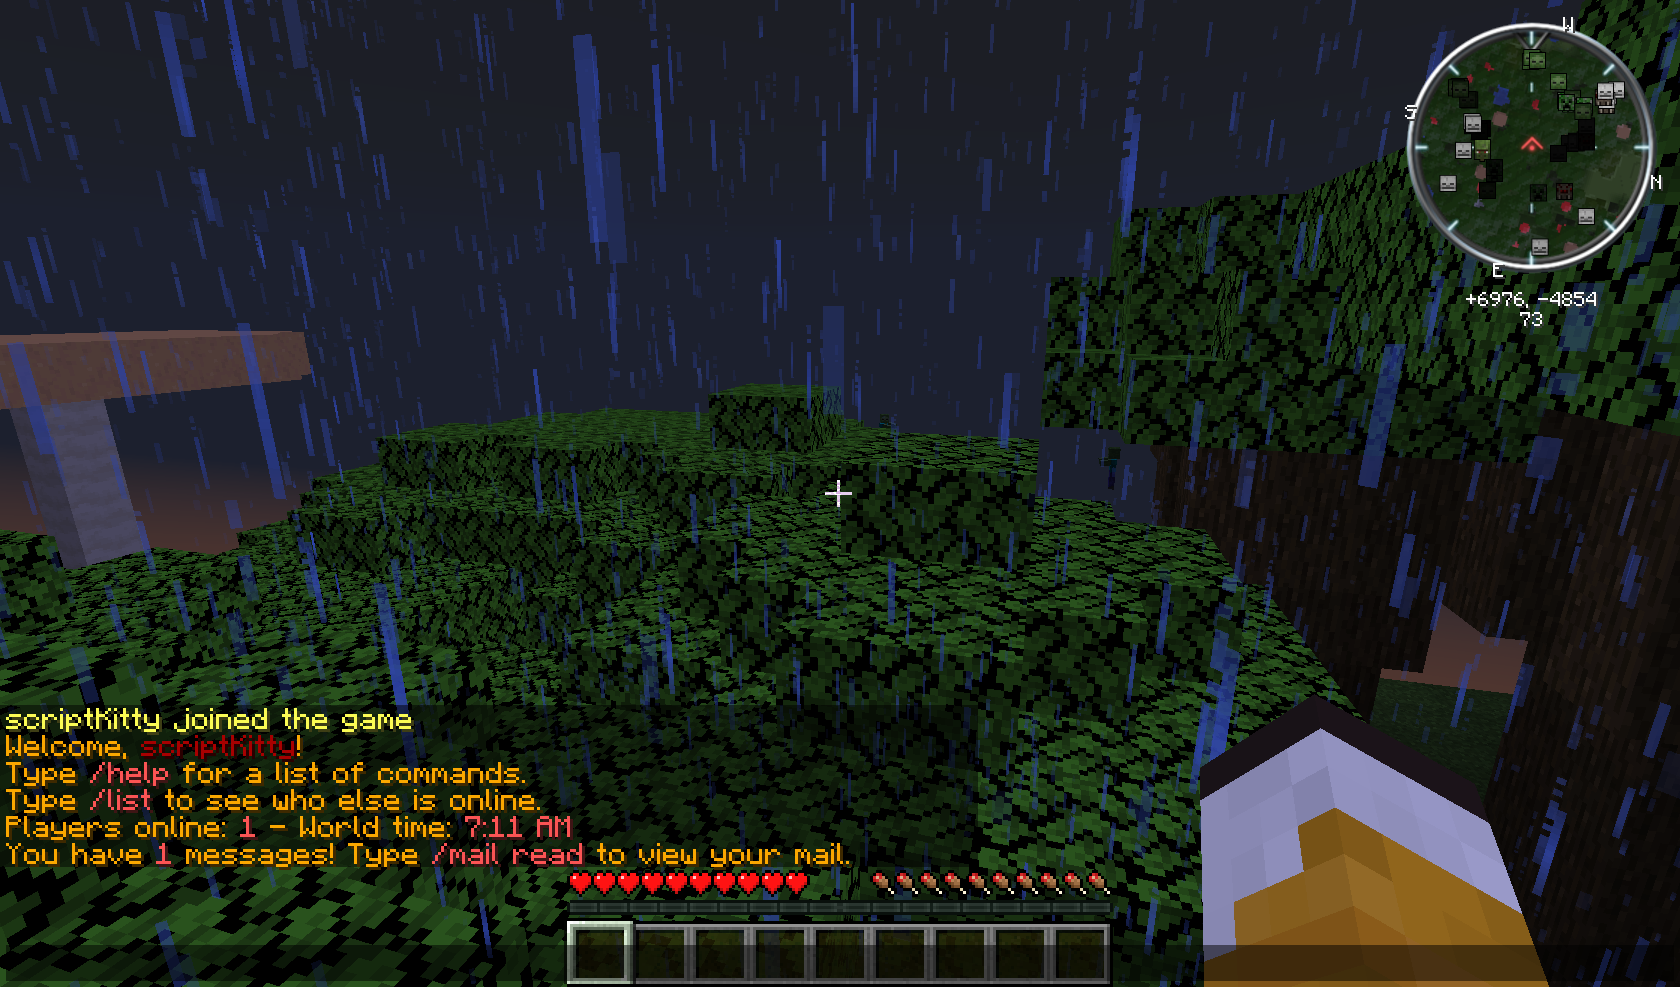 W
S
N
E
+6976, -4854
73
scriptKitty joined the game
Welcome, scriptKitty!
Type /help for a list of commands.
Type /list to see who else is online.
Players online: 1 - World time: 7:11 AM
You have 1 messages! Type /mail read to view your mail.